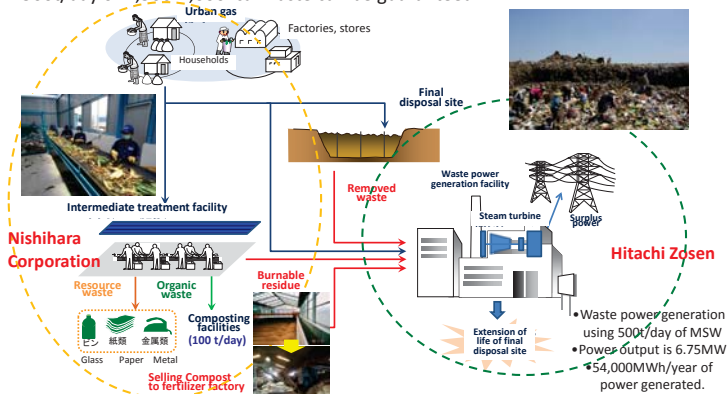 Urban gas
Factories, stores
Households
Final
disposal site
Waste power
generation facility
Removed
waste
Steam turbine
Surplus
power
Intermediate treatment facility
Nishihara
Corporation
Hitachi Zosen
Resource
waste
Organic
waste
Burnable
residue
Composting
facilities
(100 t/day)
ビン
紙類
金属類
Glass Paper Metal
Extension of
life of final
disposal site
Selling Compost
to fertilizer factory
•Waste power generation
using 500t/day of MSW
•Power output is 6.75MW
•54,000MWh/year of
power generated.